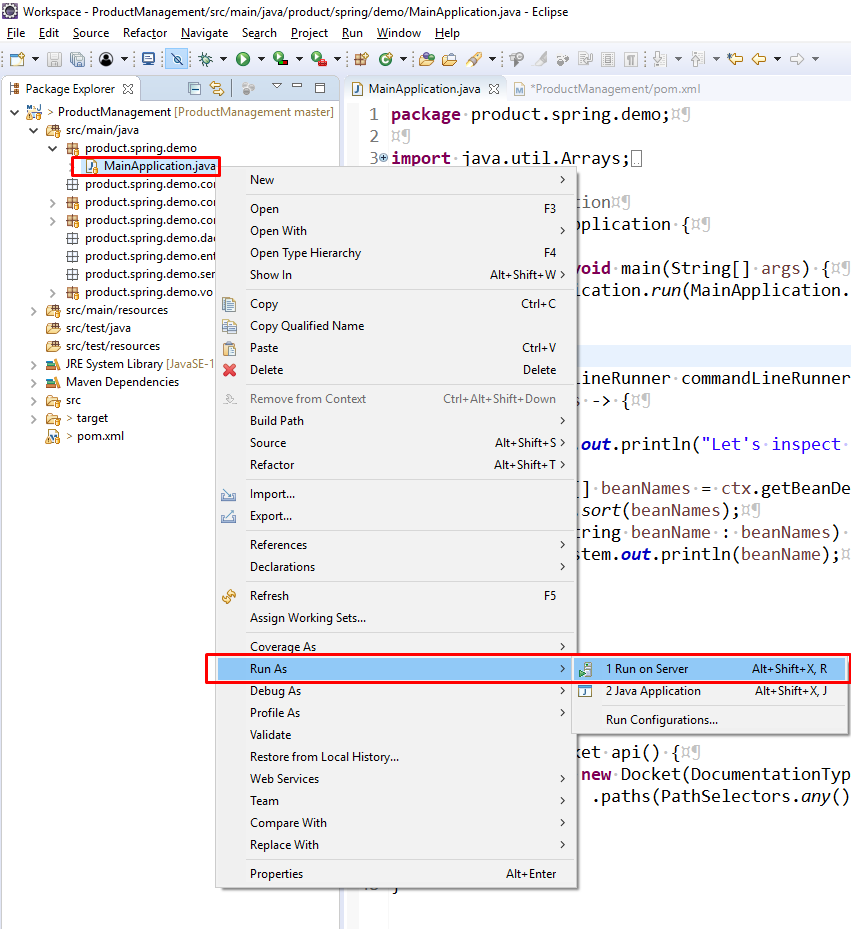 Workspace - ProductManagement/src/main/java/product/spring/demo/MainApplication.java - Eclipse
File Edit Source Refactor Navigate Search Project Run Window Help
Package Explorer
> ProductManagement [ProductManagement master]
src/main/java
product.spring.demo
MainApplication.java
product.spring.demo.co
product.spring.demo.co
product.spring.demo.co
product.spring.demo.da
product.spring.demo.ent
product.spring.demo.ser
product.spring.demo.vo
src/main/resources
src/test/java
src/test/resources
JRE System Library [JavaSE-1
Maven Dependencies
src
> target
> pom.xml
MainApplication.java *ProductManagement/pom.xml
1 package product.spring.demo;¤¶
2 ¤¶
3 import java.util.Arrays;
tion¤¶
plication {¤¶
void main(String[] args) {¤¶
ication.run(MainApplication.
ineRunner commandLineRunner
s -> {¤¶
.out.println("Let's inspect
[] beanNames = ctx.getBeanDe
.sort(beanNames);¤¶
tring beanName : beanNames)
stem.out.println(beanName);¤
ket api() {¤¶
new Docket(DocumentationTyp
.paths(PathSelectors.any()
}
New
Open F3
Open With
Open Type Hierarchy F4
Show In Alt+Shift+W
Copy Ctrl+C
Copy Qualified Name
Paste Ctrl+V
Delete Delete
Remove from Context Ctrl+Alt+Shift+Down
Build Path
Source Alt+Shift+S
Refactor Alt+Shift+T
Import...
Export...
References
Declarations
Refresh F5
Assign Working Sets...
Coverage As
Run As
Debug As
Profile As
Validate
Restore from Local History...
Web Services
Team
Compare With
Replace With
Properties Alt+Enter
1 Run on Server Alt+Shift+X, R
2 Java Application Alt+Shift+X, J
Run Configurations...